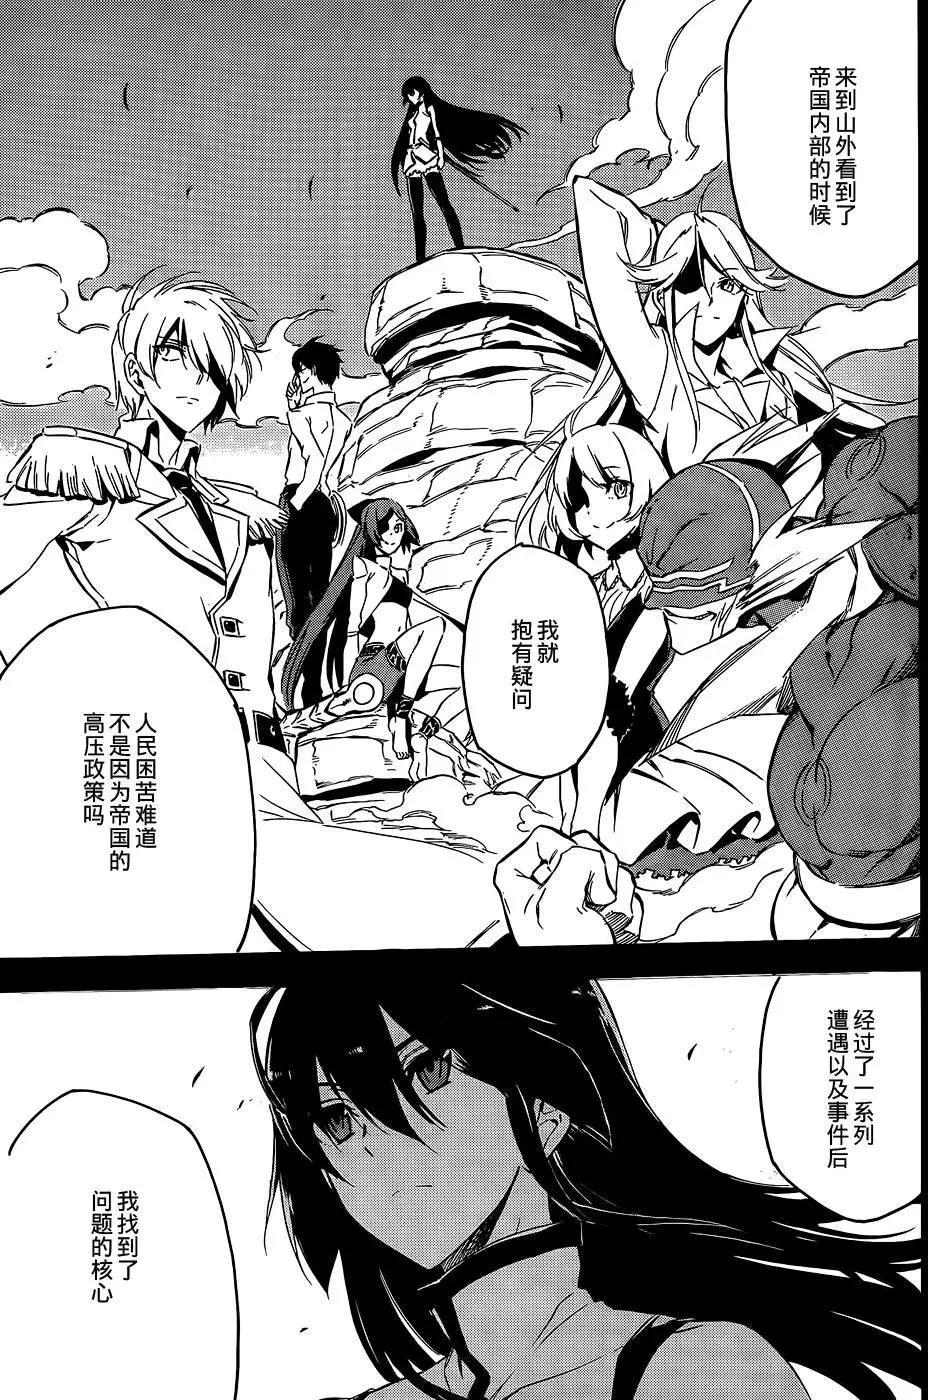 来到山外看到了
帝国内部的时候
我就
抱有疑问
人民困苦难道
不是因为帝国的
高压政策吗
经过了一系列
遭遇以及事件后
我找到了
问题的核心